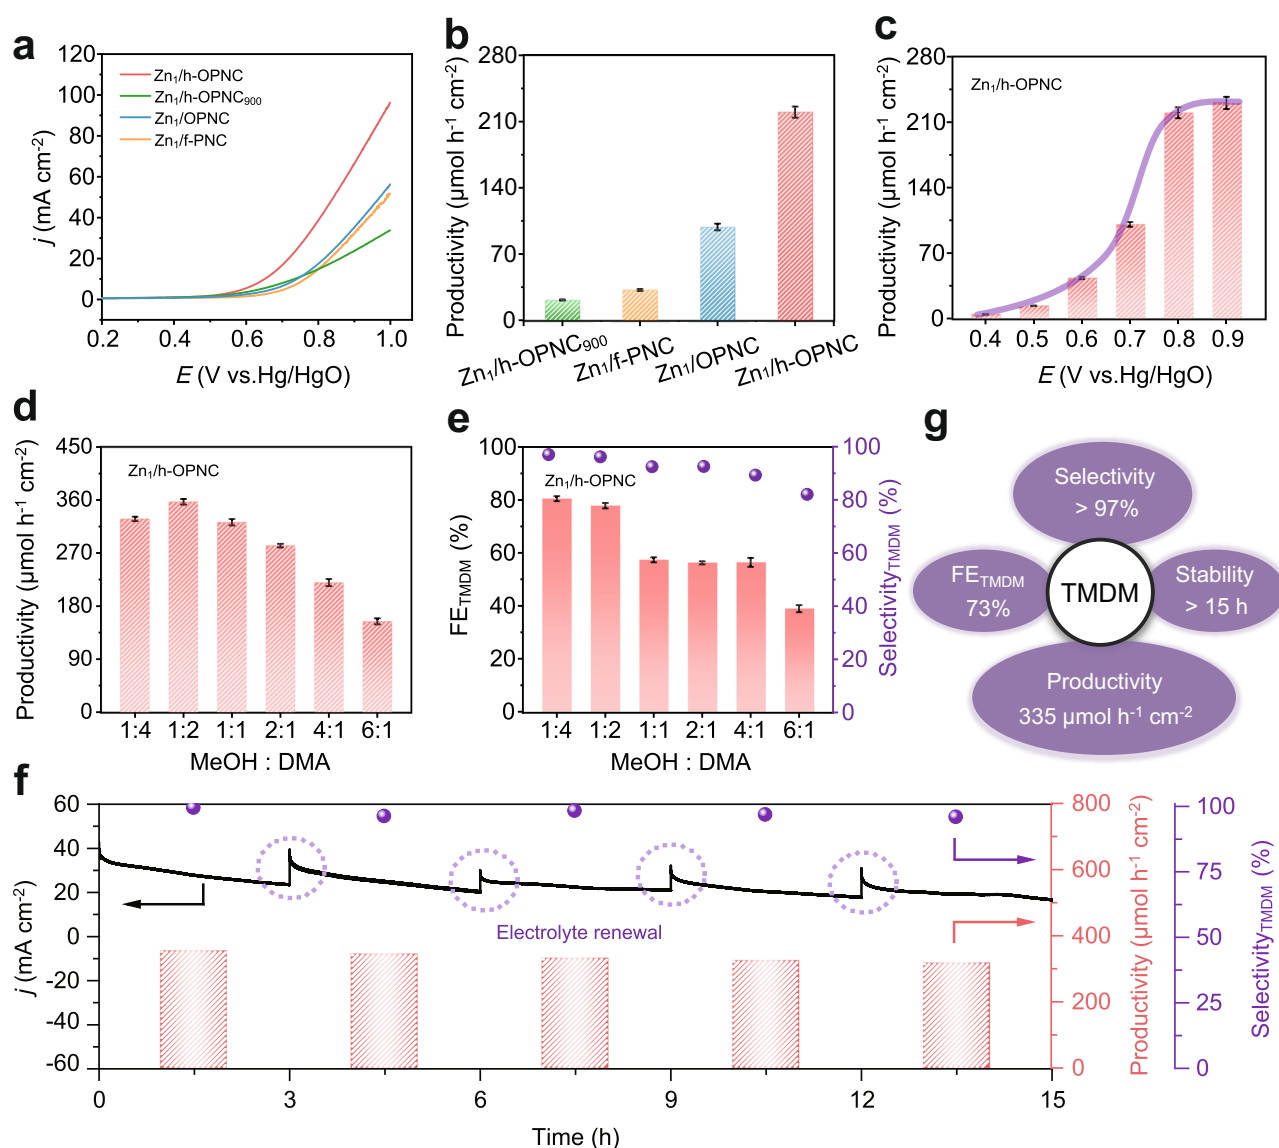 a
120
100
80
60
40
20
0
j (mA cm-2)
Zn1/h-OPNC
Zn1/h-OPNC900
Zn1/OPNC
Zn1/f-PNC
0.2 0.4 0.6 0.8 1.0
E (V vs.Hg/HgO)
b
280
210
140
70
0
Productivity (μmol h-1 cm-2)
Zn1/h-OPNC900
Zn1/f-PNC
Zn1/OPNC
Zn1/h-OPNC
c
280
210
140
70
0
Productivity (μmol h-1 cm-2)
Zn1/h-OPNC
0.4 0.5 0.6 0.7 0.8 0.9
E (V vs.Hg/HgO)
d
450
360
270
180
90
0
Productivity (μmol h-1 cm-2)
Zn1/h-OPNC
1:4 1:2 1:1 2:1 4:1 6:1
MeOH : DMA
e
100
80
60
40
20
0
FETMDM (%)
Zn1/h-OPNC
100
80
60
40
20
0
SelectivityTMDM (%)
1:4 1:2 1:1 2:1 4:1 6:1
MeOH : DMA
g
Selectivity
> 97%
FETMDM
73%
TMDM
Stability
> 15 h
Productivity
335 μmol h-1 cm-2
f
60
40
20
0
-20
-40
-60
j (mA cm-2)
Electrolyte renewal
800
600
400
200
0
Productivity (μmol h-1 cm-2)
100
75
50
25
0
SelectivityTMDM (%)
0 3 6 9 12 15
Time (h)